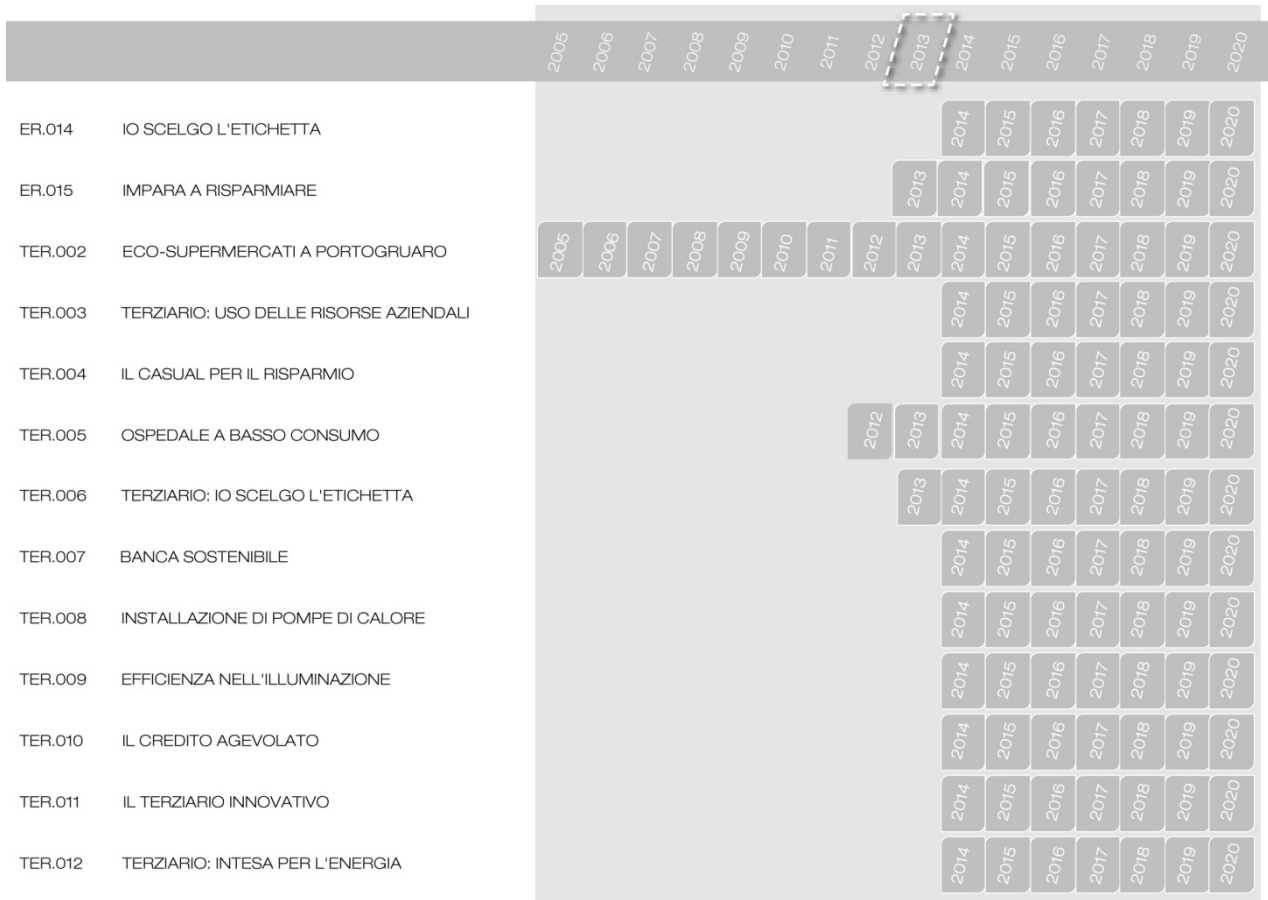 2005 2006 2007 2008 2009 2010 2011 2012 2013 2014 2015 2016 2017 2018 2019 2020
ER.014 IO SCELGO L'ETICHETTA 2014 2015 2016 2017 2018 2019 2020
ER.015 IMPARA A RISPARMIARE 2013 2014 2015 2016 2017 2018 2019 2020
TER.002 ECO-SUPERMERCATI A PORTOGRUARO 2005 2006 2007 2008 2009 2010 2011 2012 2013 2014 2015 2016 2017 2018 2019 2020
TER.003 TERZIARIO: USO DELLE RISORSE AZIENDALI 2014 2015 2016 2017 2018 2019 2020
TER.004 IL CASUAL PER IL RISPARMIO 2014 2015 2016 2017 2018 2019 2020
TER.005 OSPEDALE A BASSO CONSUMO 2012 2013 2014 2015 2016 2017 2018 2019 2020
TER.006 TERZIARIO: IO SCELGO L'ETICHETTA 2013 2014 2015 2016 2017 2018 2019 2020
TER.007 BANCA SOSTENIBILE 2014 2015 2016 2017 2018 2019 2020
TER.008 INSTALLAZIONE DI POMPE DI CALORE 2014 2015 2016 2017 2018 2019 2020
TER.009 EFFICIENZA NELL'ILLUMINAZIONE 2014 2015 2016 2017 2018 2019 2020
TER.010 IL CREDITO AGEVOLATO 2014 2015 2016 2017 2018 2019 2020
TER.011 IL TERZIARIO INNOVATIVO 2014 2015 2016 2017 2018 2019 2020
TER.012 TERZIARIO: INTESA PER L'ENERGIA 2014 2015 2016 2017 2018 2019 2020